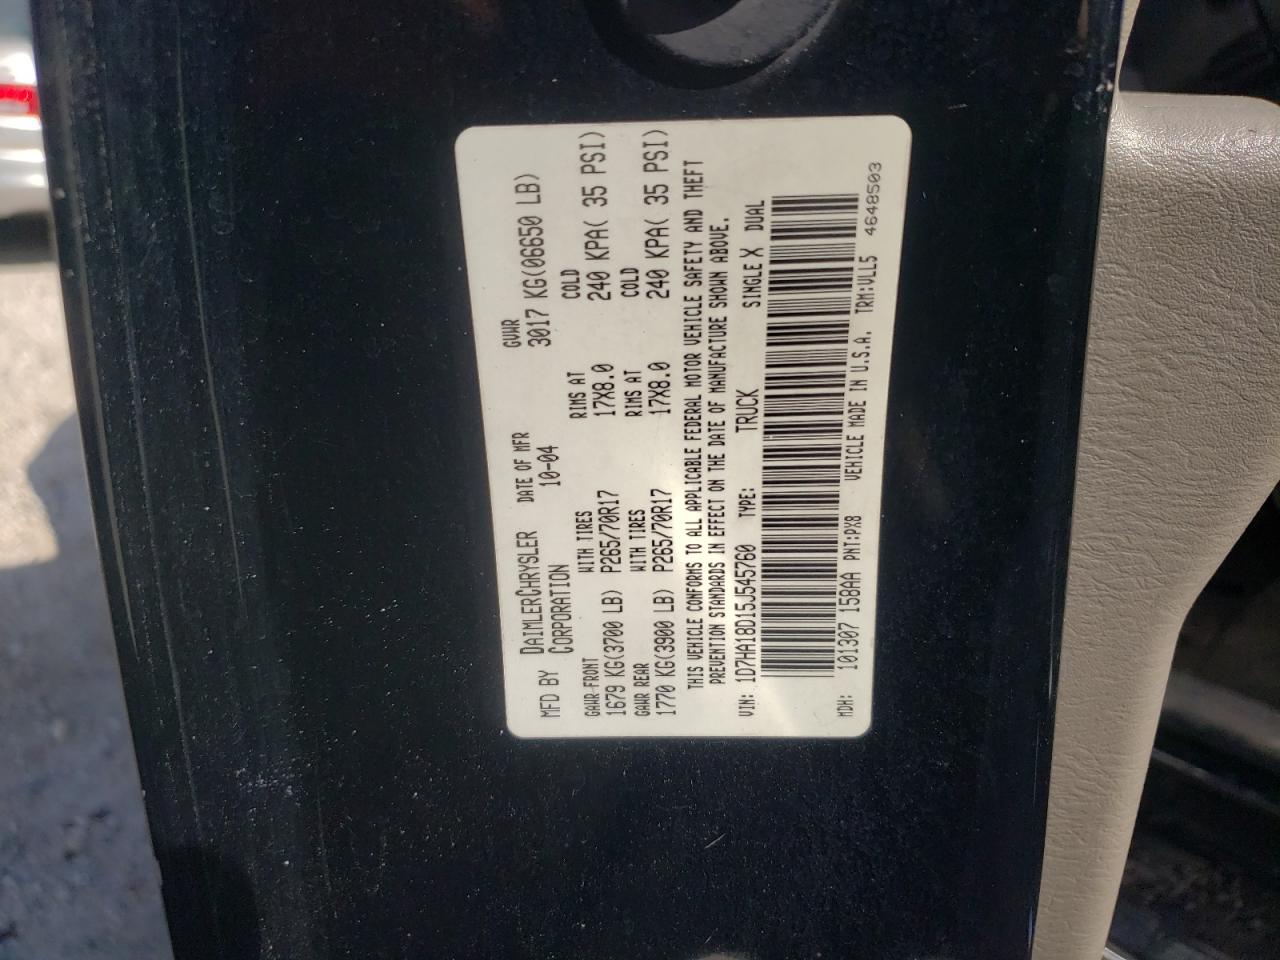 MFD BY DAIMLERCHRYSLER CORPORATION
DATE OF MFR 10-04
GVWR 3017 KG(06650 LB)
GAWR FRONT WITH TIRES RIMS AT COLD
1679 KG(3700 LB) P265/70R17 17X8.0 240 KPA( 35 PSI)
GAWR REAR WITH TIRES RIMS AT COLD
1770 KG(3900 LB) P265/70R17 17X8.0 240 KPA( 35 PSI)
THIS VEHICLE CONFORMS TO ALL APPLICABLE FEDERAL MOTOR VEHICLE SAFETY AND THEFT
PREVENTION STANDARDS IN EFFECT ON THE DATE OF MANUFACTURE SHOWN ABOVE.
VIN: 1D7HA18D15J545760 TYPE: TRUCK SINGLE X DUAL
MDH: 101307 158AA PNT:PX8 VEHICLE MADE IN U.S.A. TRM:VLL5 4648503